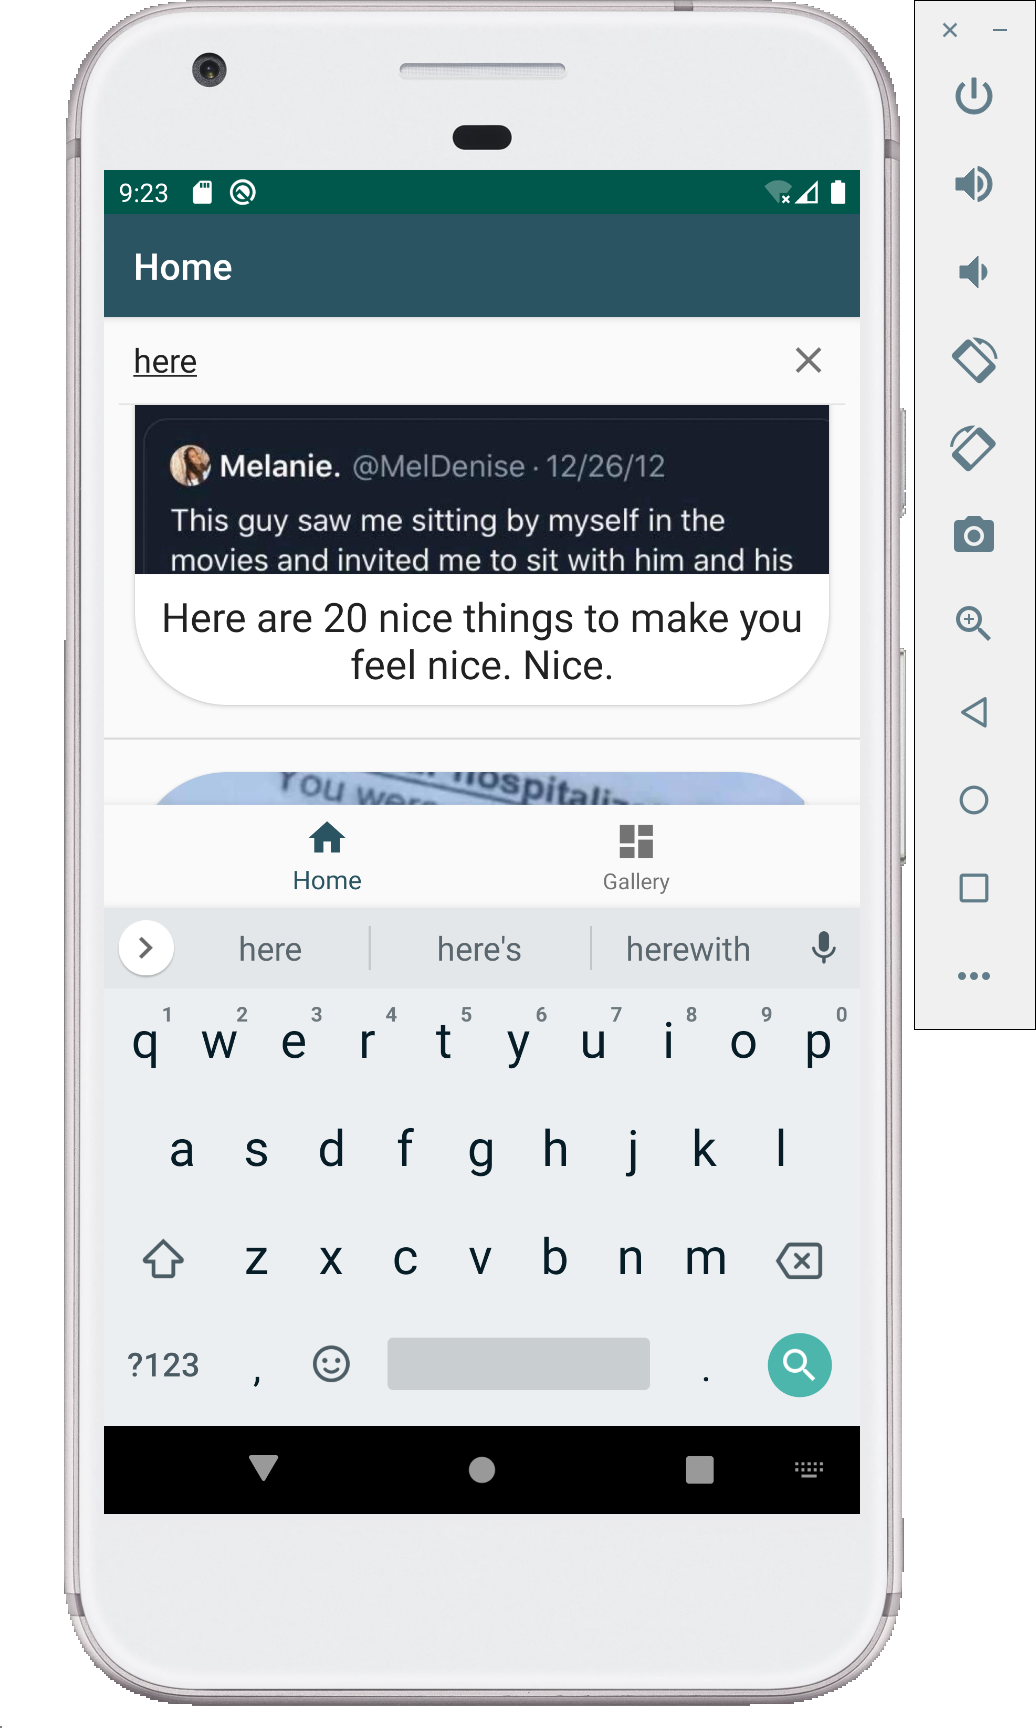 9:23
Home
here
Melanie. @MelDenise · 12/26/12
This guy saw me sitting by myself in the
movies and invited me to sit with him and his
Here are 20 nice things to make you
feel nice. Nice.
hospitaliz
You were
Home Gallery
here here's herewith
1 2 3 4 5 6 7 8 9 0
q w e r t y u i o p
a s d f g h j k l
z x c v b n m
?123 , .